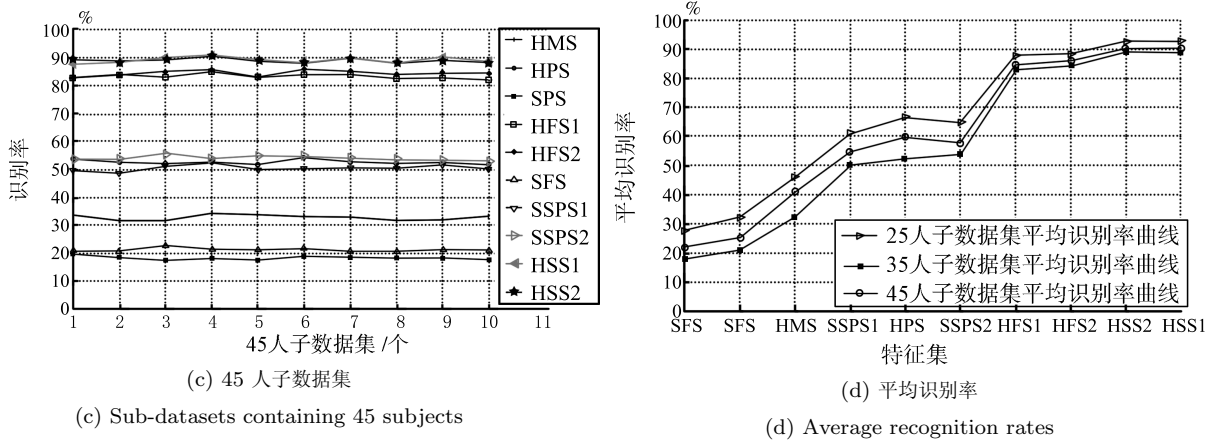 %
100
90
80
70
60
50
40
30
20
10
0
识别率
1 2 3 4 5 6 7 8 9 10 11
45人子数据集 /个
HMS
HPS
SPS
HFS1
HFS2
SFS
SSPS1
SSPS2
HSS1
HSS2
(c) 45 人子数据集
(c) Sub-datasets containing 45 subjects
%
100
90
80
70
60
50
40
30
20
10
0
平均识别率
25人子数据集平均识别率曲线
35人子数据集平均识别率曲线
45人子数据集平均识别率曲线
SFS SFS HMS SSPS1 HPS SSPS2 HFS1 HFS2 HSS2 HSS1
特征集
(d) 平均识别率
(d) Average recognition rates